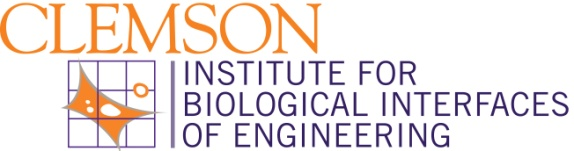 CLEMSON
INSTITUTE FOR
BIOLOGICAL INTERFACES
OF ENGINEERING